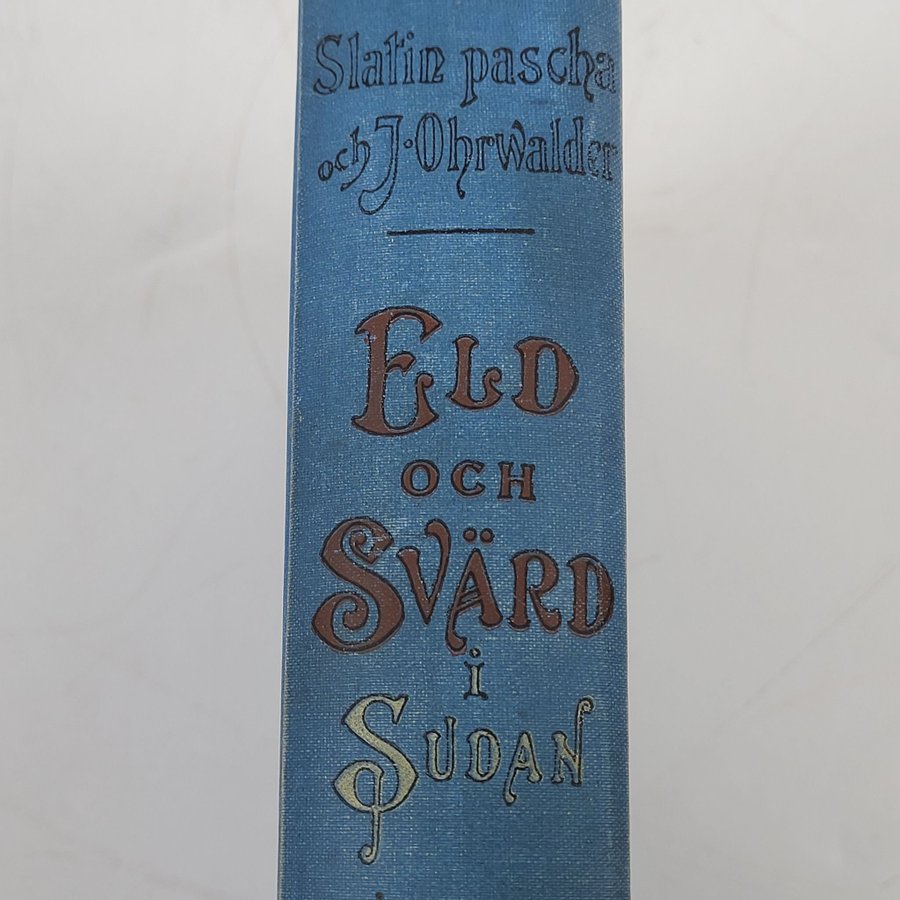 Slatin pascha
och J. Ohrwalder
ELD
OCH
SVÄRD
i
SUDAN